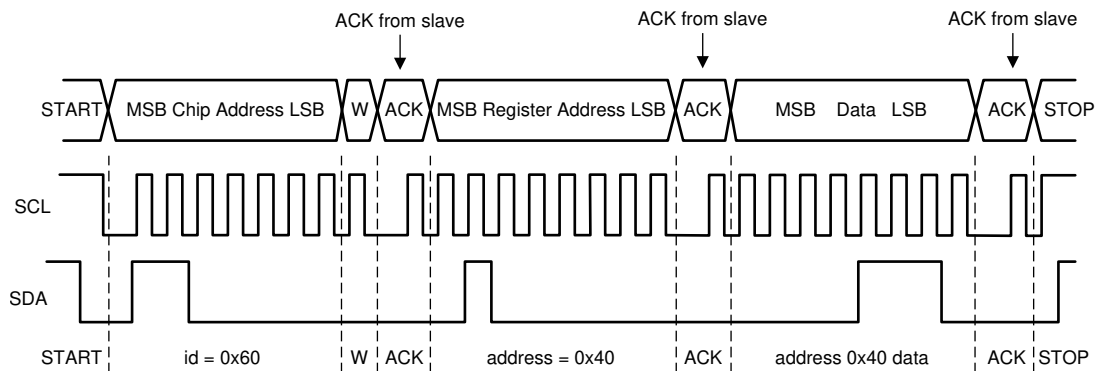 ACK from slave ACK from slave ACK from slave
START MSB Chip Address LSB W ACK MSB Register Address LSB ACK MSB Data LSB ACK STOP
SCL
SDA
START id = 0x60 W ACK address = 0x40 ACK address 0x40 data ACK STOP